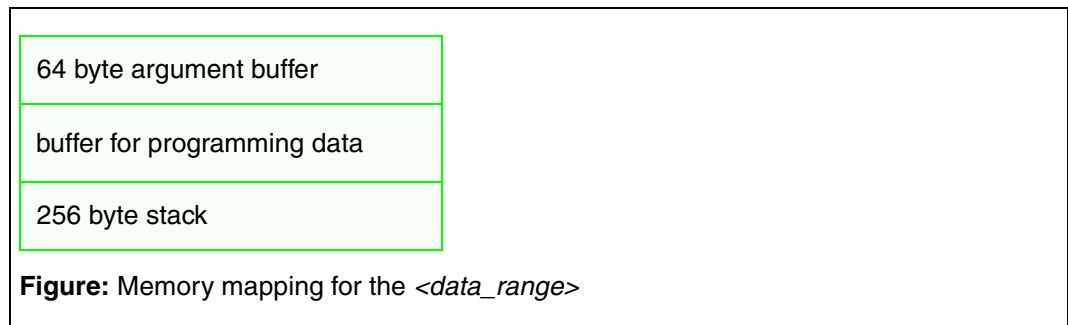 64 byte argument buffer
buffer for programming data
256 byte stack
Figure: Memory mapping for the <data_range>